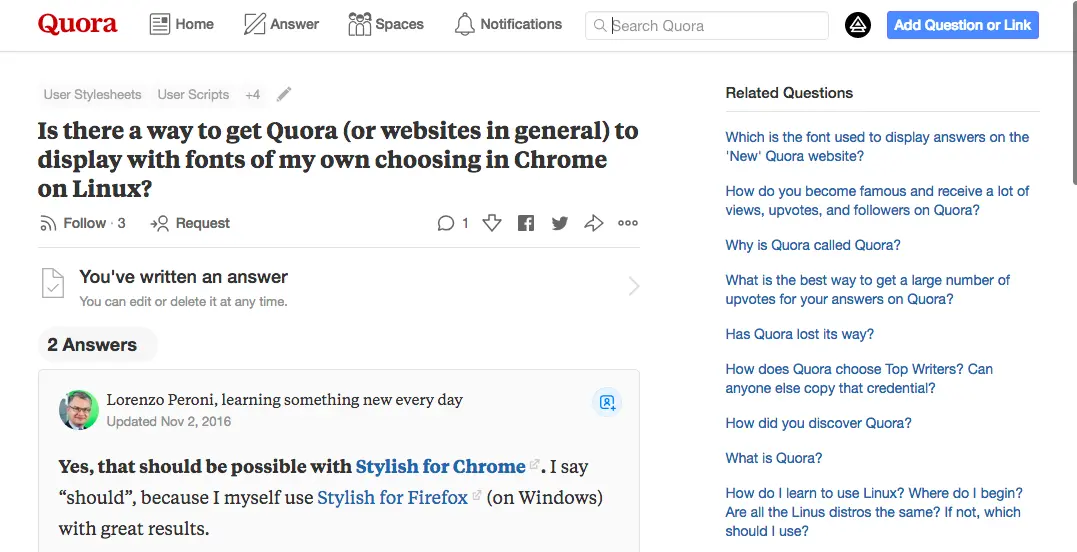 Quora Home Answer Spaces Notifications Search Quora Add Question or Link
User Stylesheets User Scripts +4
Is there a way to get Quora (or websites in general) to
display with fonts of my own choosing in Chrome
on Linux?
Follow · 3 Request 1
You've written an answer
You can edit or delete it at any time.
2 Answers
Lorenzo Peroni, learning something new every day
Updated Nov 2, 2016
Yes, that should be possible with Stylish for Chrome. I say
“should”, because I myself use Stylish for Firefox (on Windows)
with great results.
Related Questions
Which is the font used to display answers on the
'New' Quora website?
How do you become famous and receive a lot of
views, upvotes, and followers on Quora?
Why is Quora called Quora?
What is the best way to get a large number of
upvotes for your answers on Quora?
Has Quora lost its way?
How does Quora choose Top Writers? Can
anyone else copy that credential?
How did you discover Quora?
What is Quora?
How do I learn to use Linux? Where do I begin?
Are all the Linus distros the same? If not, which
should I use?